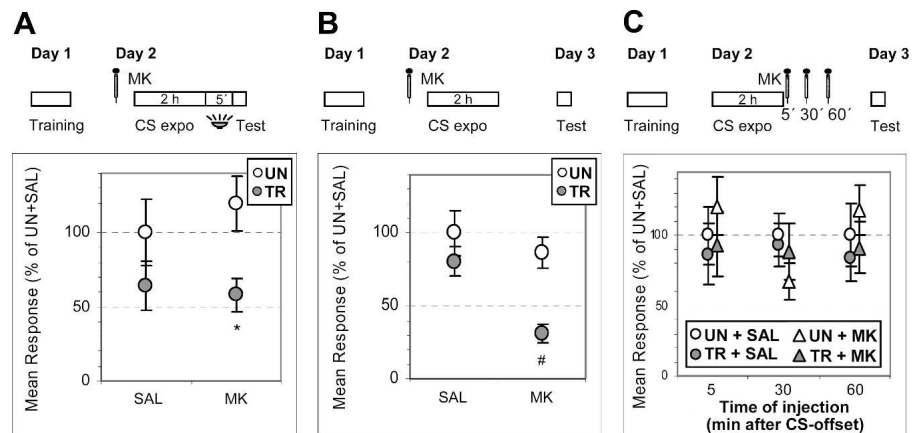 A
Day 1 Day 2
MK
2 h 5´
Training CS expo Test
Mean Response (% of UN+SAL)
UN
TR
100
50
0
*
SAL MK
B
Day 1 Day 2 Day 3
MK
2 h
Training CS expo Test
Mean Response (% of UN+SAL)
UN
TR
100
50
0
#
SAL MK
C
Day 1 Day 2 Day 3
MK
2 h
5´ 30´ 60´
Training CS expo Test
Mean Response (% of UN+SAL)
100
50
0
UN + SAL UN + MK
TR + SAL TR + MK
5 30 60
Time of injection
(min after CS-offset)